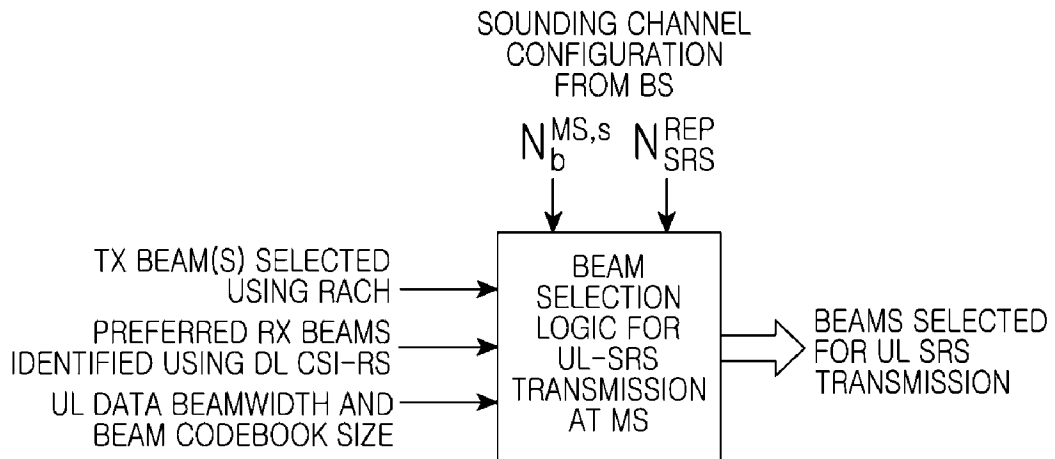 SOUNDING CHANNEL
CONFIGURATION
FROM BS
N_b^{MS,s} N_{SRS}^{REP}
TX BEAM(S) SELECTED
USING RACH
PREFERRED RX BEAMS
IDENTIFIED USING DL CSI-RS
UL DATA BEAMWIDTH AND
BEAM CODEBOOK SIZE
BEAM
SELECTION
LOGIC FOR
UL-SRS
TRANSMISSION
AT MS
BEAMS SELECTED
FOR UL SRS
TRANSMISSION